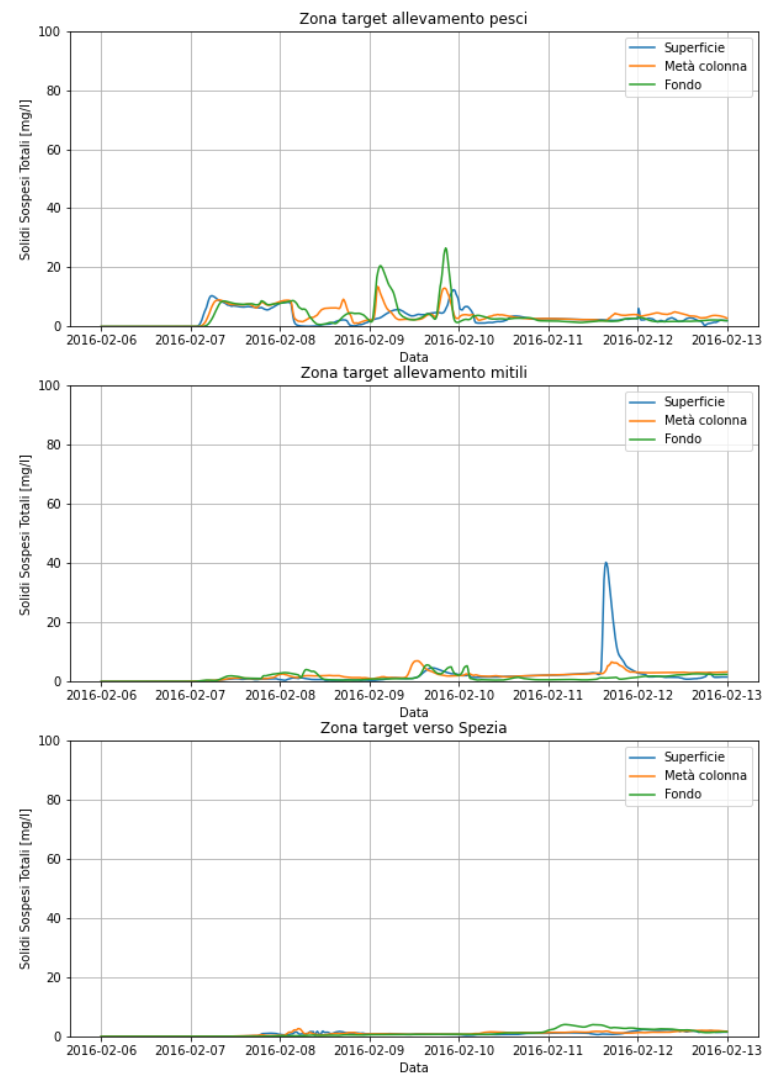 Zona target allevamento pesci
100
80
60
40
20
0
Solidi Sospesi Totali [mg/l]
Superficie
Metà colonna
Fondo
2016-02-06 2016-02-07 2016-02-08 2016-02-09 2016-02-10 2016-02-11 2016-02-12 2016-02-13
Data
Zona target allevamento mitili
100
80
60
40
20
0
Solidi Sospesi Totali [mg/l]
Superficie
Metà colonna
Fondo
2016-02-06 2016-02-07 2016-02-08 2016-02-09 2016-02-10 2016-02-11 2016-02-12 2016-02-13
Data
Zona target verso Spezia
100
80
60
40
20
0
Solidi Sospesi Totali [mg/l]
Superficie
Metà colonna
Fondo
2016-02-06 2016-02-07 2016-02-08 2016-02-09 2016-02-10 2016-02-11 2016-02-12 2016-02-13
Data